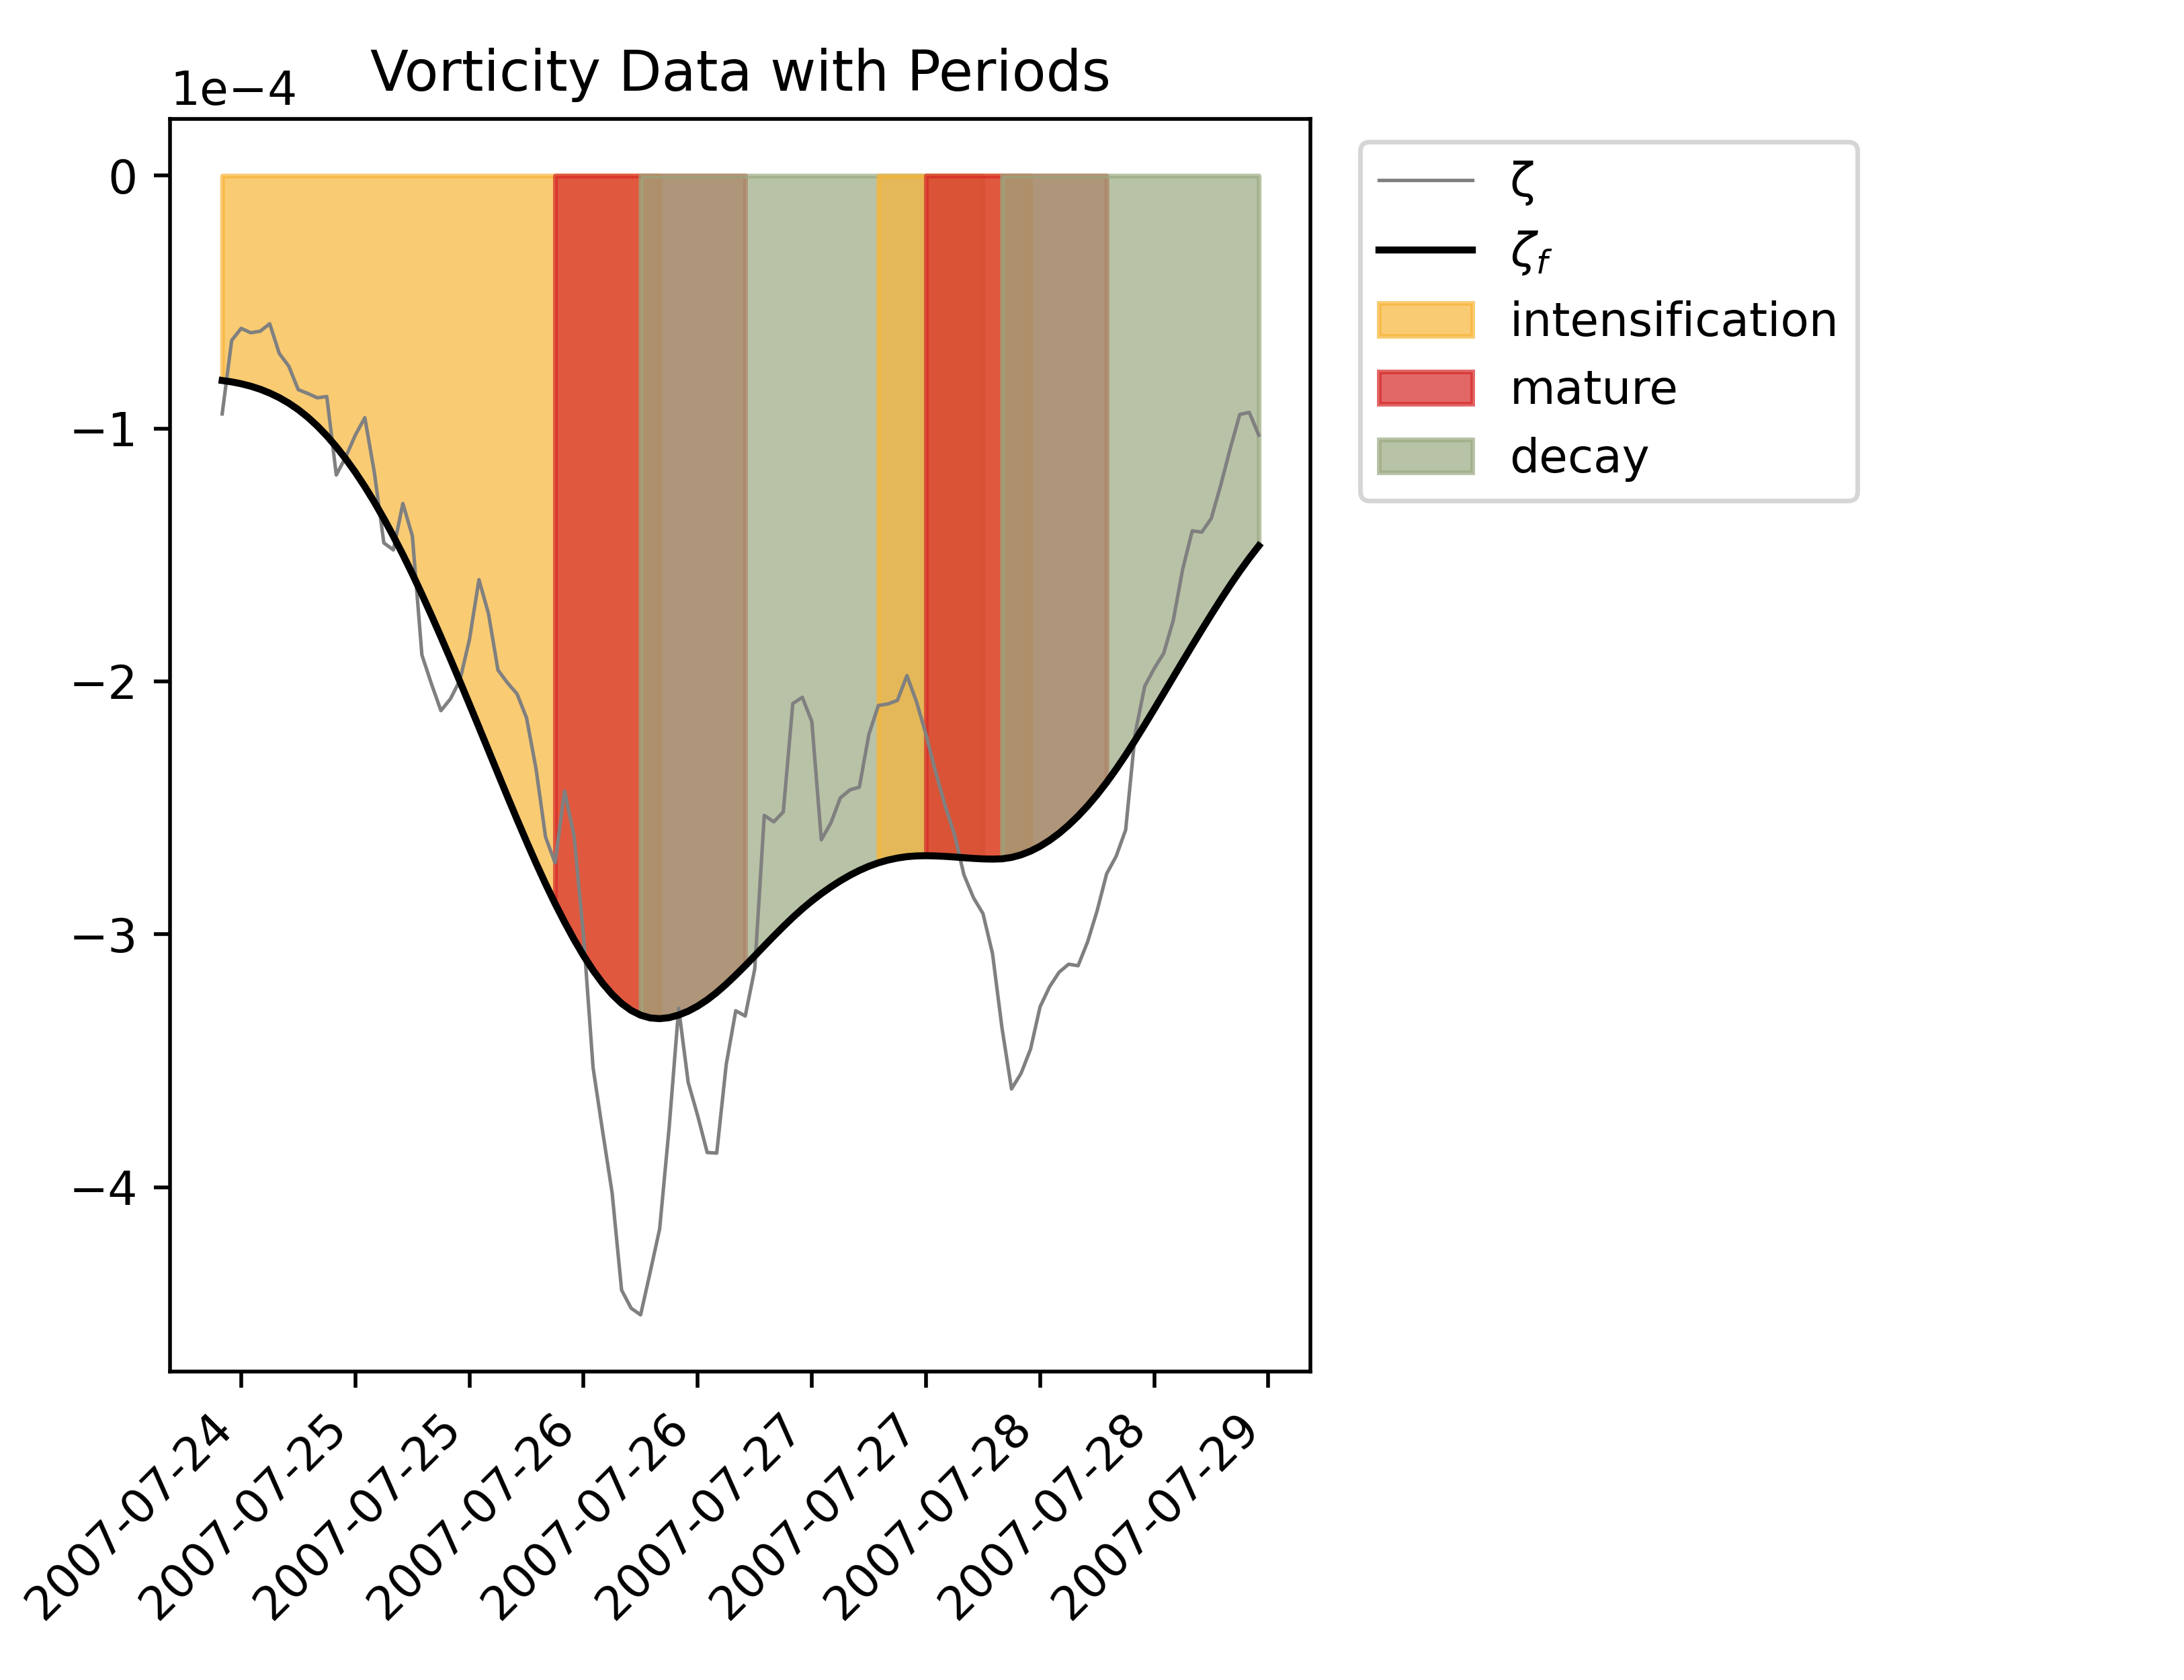 Vorticity Data with Periods
1e−4
0
−1
−2
−3
−4
2007-07-24
2007-07-25
2007-07-25
2007-07-26
2007-07-26
2007-07-27
2007-07-27
2007-07-28
2007-07-28
2007-07-29
ζ
ζf
intensification
mature
decay